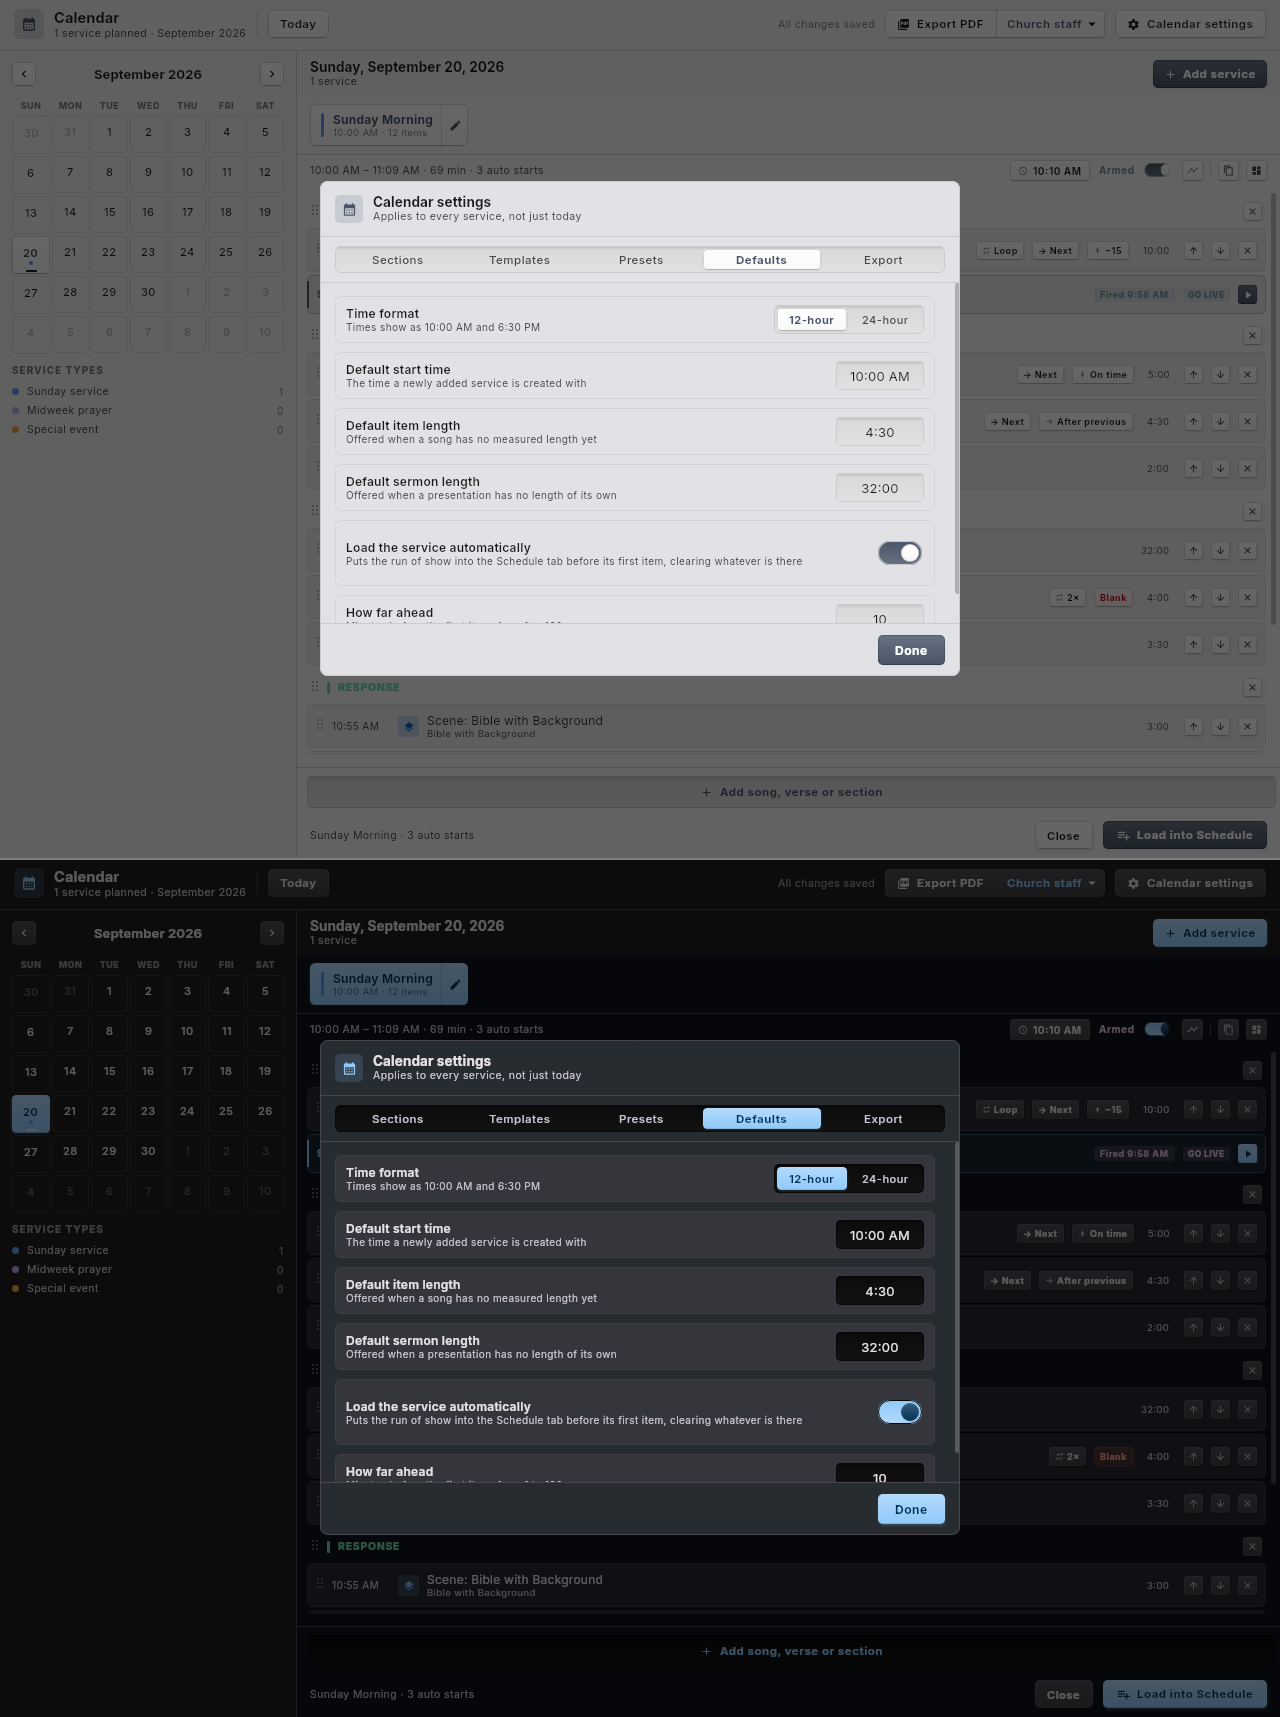 Calendar
1 service planned · September 2026
Today
All changes saved
Export PDF
Church staff
Calendar settings
September 2026
SUN MON TUE WED THU FRI SAT
30 31 1 2 3 4 5
6 7 8 9 10 11 12
13 14 15 16 17 18 19
20 21 22 23 24 25 26
27 28 29 30 1 2 3
4 5 6 7 8 9 10
SERVICE TYPES
Sunday service 1
Midweek prayer 0
Special event 0
Sunday, September 20, 2026
1 service
Add service
Sunday Morning
10:00 AM · 12 items
10:00 AM – 11:09 AM · 69 min · 3 auto starts
10:10 AM
Armed
Loop Next −15 10:00
Fired 9:58 AM GO LIVE
Next On time 5:00
Next After previous 4:30
2:00
32:00
2× Blank 4:00
3:30
Calendar settings
Applies to every service, not just today
Sections Templates Presets Defaults Export
Time format
Times show as 10:00 AM and 6:30 PM
12-hour 24-hour
Default start time
The time a newly added service is created with
10:00 AM
Default item length
Offered when a song has no measured length yet
4:30
Default sermon length
Offered when a presentation has no length of its own
32:00
Load the service automatically
Puts the run of show into the Schedule tab before its first item, clearing whatever is there
How far ahead
10
Done
RESPONSE
10:55 AM
Scene: Bible with Background
Bible with Background
3:00
Add song, verse or section
Sunday Morning · 3 auto starts
Close
Load into Schedule
Calendar
1 service planned · September 2026
Today
All changes saved
Export PDF
Church staff
Calendar settings
September 2026
SUN MON TUE WED THU FRI SAT
30 31 1 2 3 4 5
6 7 8 9 10 11 12
13 14 15 16 17 18 19
20 21 22 23 24 25 26
27 28 29 30 1 2 3
4 5 6 7 8 9 10
SERVICE TYPES
Sunday service 1
Midweek prayer 0
Special event 0
Sunday, September 20, 2026
1 service
Add service
Sunday Morning
10:00 AM · 12 items
10:00 AM – 11:09 AM · 69 min · 3 auto starts
10:10 AM
Armed
Loop Next −15 10:00
Fired 9:58 AM GO LIVE
Next On time 5:00
Next After previous 4:30
2:00
32:00
2× Blank 4:00
3:30
Calendar settings
Applies to every service, not just today
Sections Templates Presets Defaults Export
Time format
Times show as 10:00 AM and 6:30 PM
12-hour 24-hour
Default start time
The time a newly added service is created with
10:00 AM
Default item length
Offered when a song has no measured length yet
4:30
Default sermon length
Offered when a presentation has no length of its own
32:00
Load the service automatically
Puts the run of show into the Schedule tab before its first item, clearing whatever is there
How far ahead
10
Done
RESPONSE
10:55 AM
Scene: Bible with Background
Bible with Background
3:00
Add song, verse or section
Sunday Morning · 3 auto starts
Close
Load into Schedule